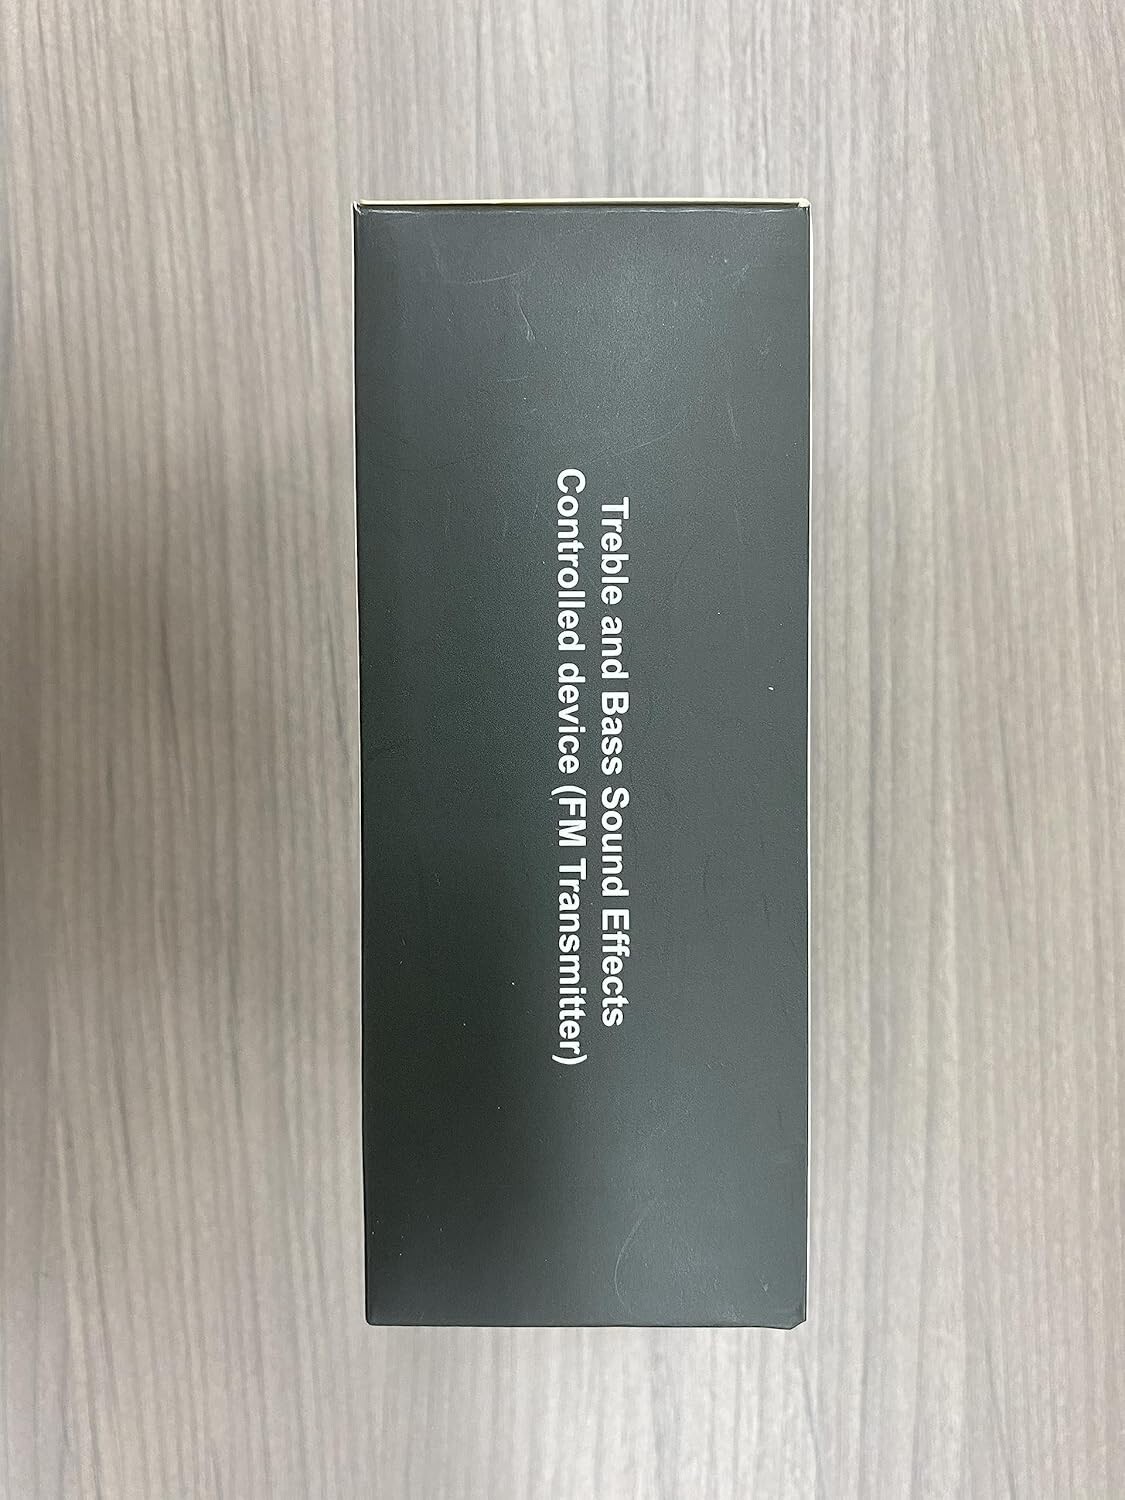 Treble and Bass Sound Effects
Controlled device (FM Transmitter)